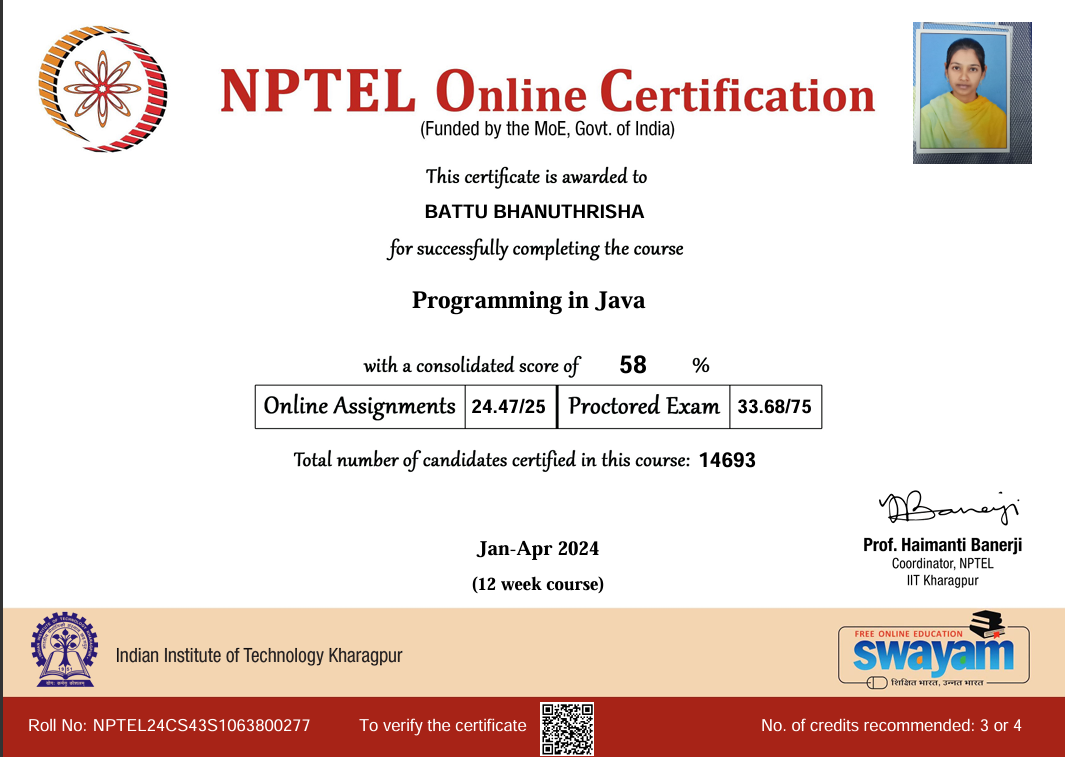 NPTEL Online Certification
(Funded by the MoE, Govt. of India)
This certificate is awarded to
BATTU BHANUTHRISHA
for successfully completing the course
Programming in Java
with a consolidated score of 58 %
Online Assignments 24.47/25 Proctored Exam 33.68/75
Total number of candidates certified in this course: 14693
Banerji
Prof. Haimanti Banerji
Coordinator, NPTEL
IIT Kharagpur
Jan-Apr 2024
(12 week course)
Indian Institute of Technology Kharagpur
FREE ONLINE EDUCATION
swayam
शिक्षित भारत, उन्नत भारत
Roll No: NPTEL24CS43S1063800277 To verify the certificate No. of credits recommended: 3 or 4